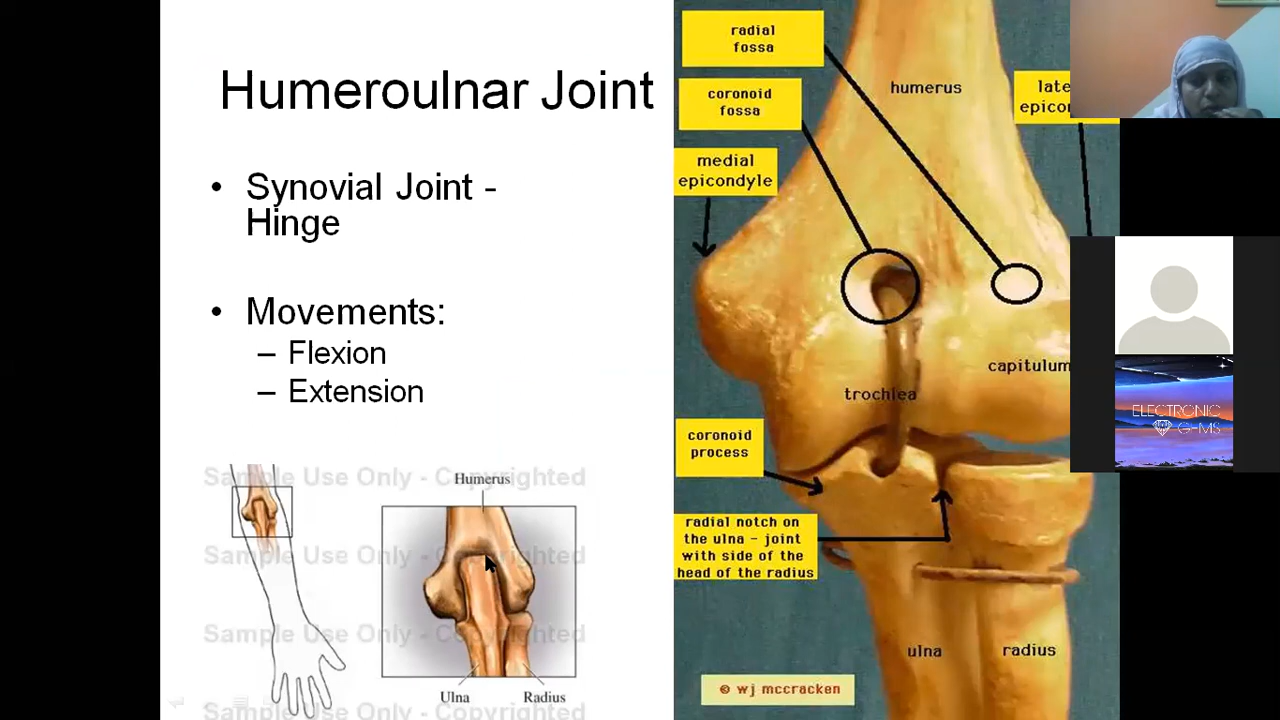 Humeroulnar Joint
• Synovial Joint -
Hinge
• Movements:
– Flexion
– Extension
Sample Use Only - Copyrighted
Humerus
Sample Use Only - Copyrighted
Sample Use Only - Copyrighted
Ulna
Radius
Sample Use Only - Copyrighted
radial
fossa
humerus
coronoid
fossa
medial
epicondyle
capitulum
trochlea
coronoid
process
radial notch on
the ulna - joint
with side of the
head of the radius
ulna
radius
© wj mccracken
ELECTRONIC
GEMS